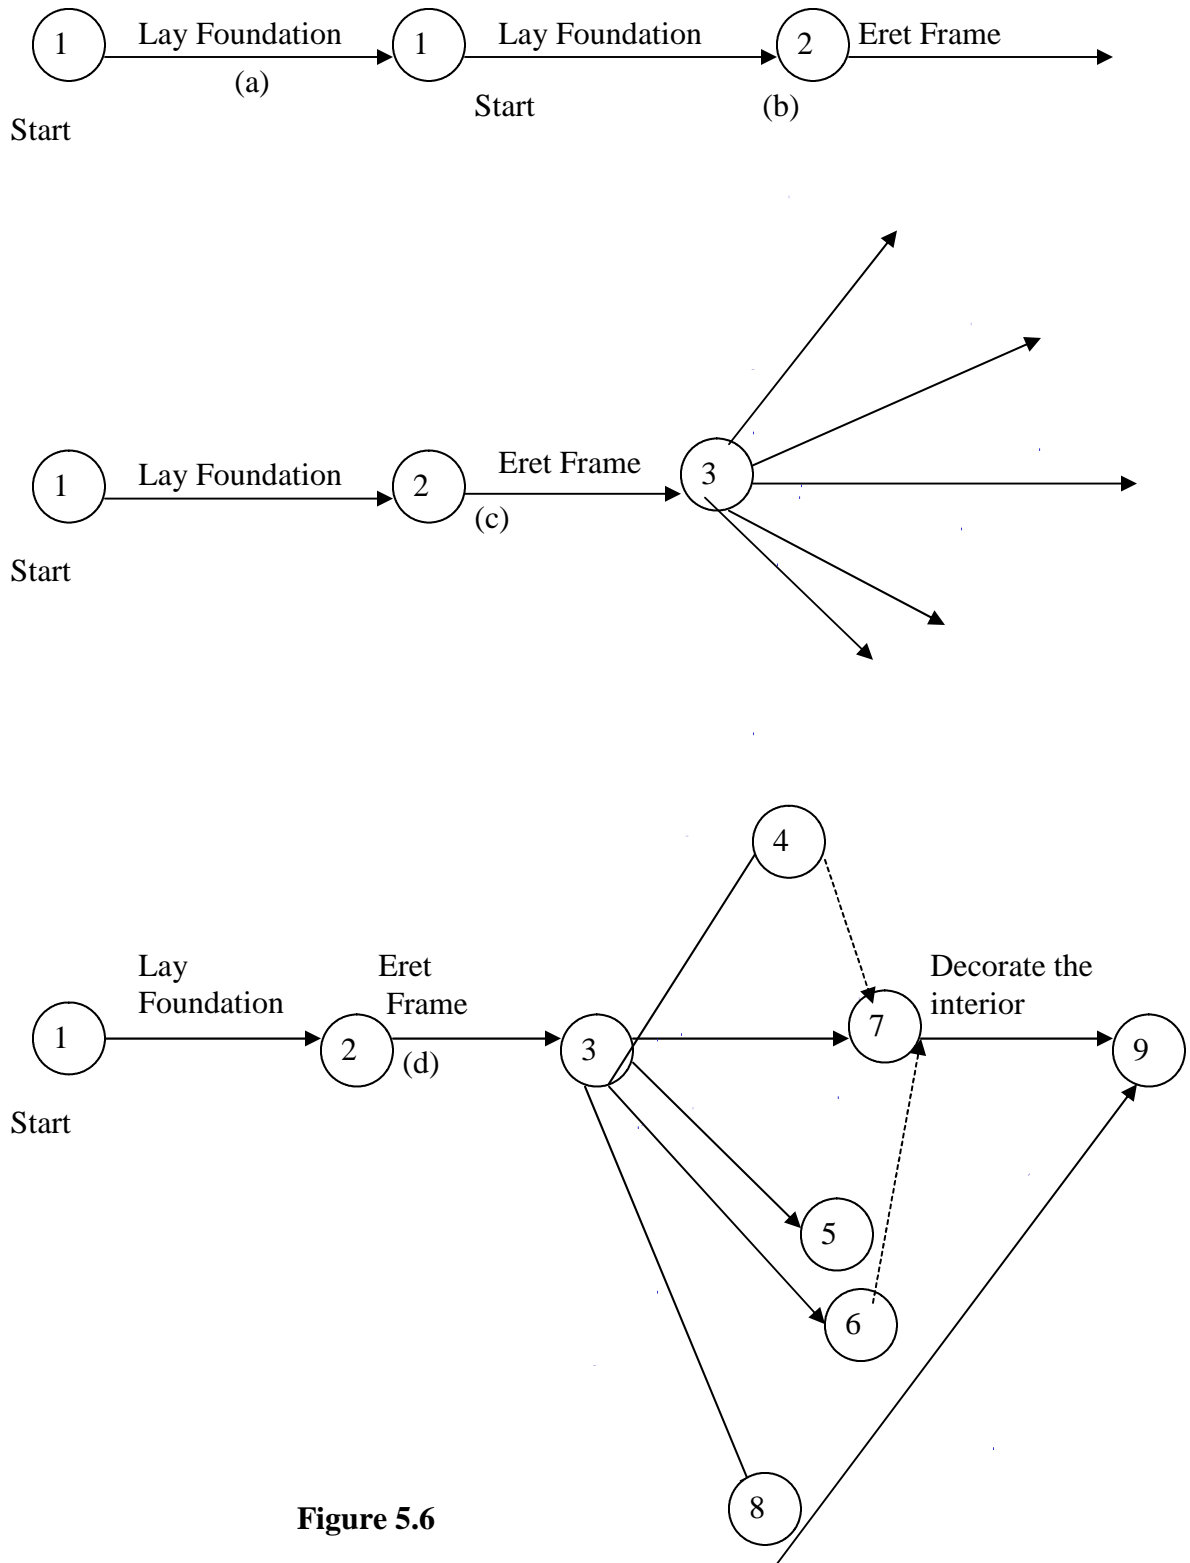 1 Lay Foundation 1 Lay Foundation 2 Eret Frame
(a)
Start (b)
Start
1 Lay Foundation 2 Eret Frame 3
(c)
Start
4
Lay Eret Decorate the
Foundation Frame interior
1 2 3 7 9
(d)
Start
5
6
8
Figure 5.6